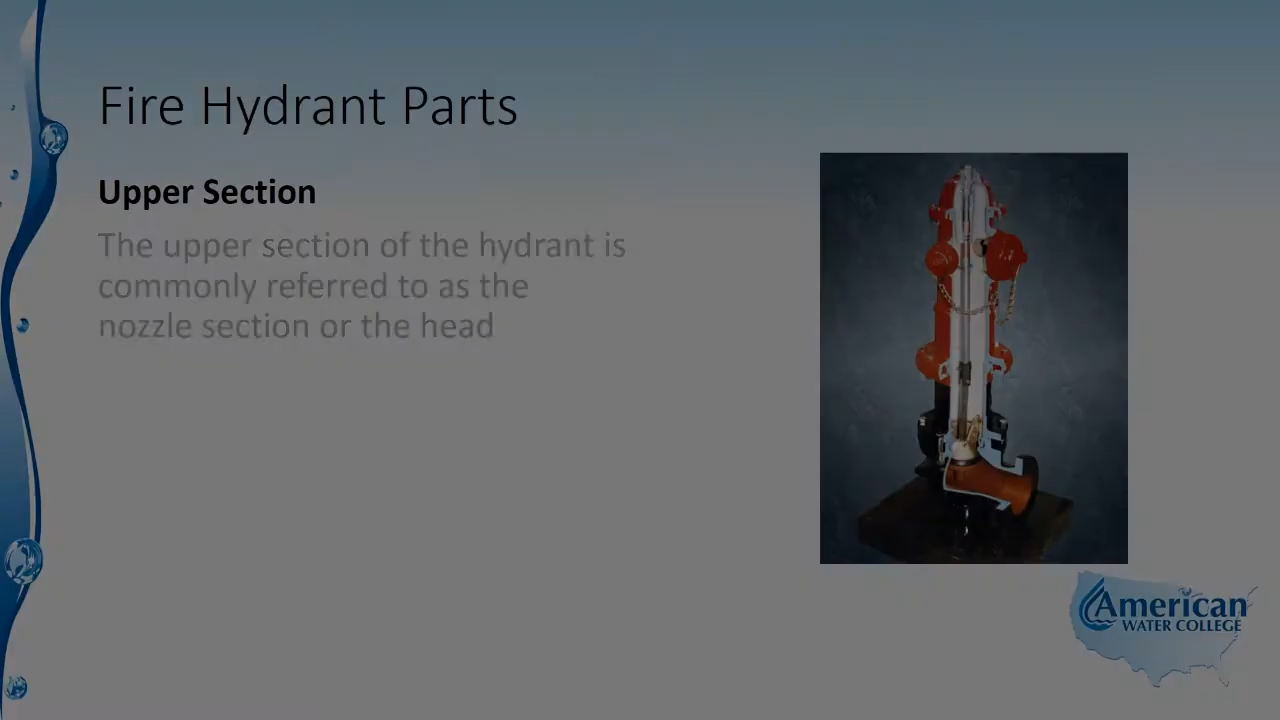 Fire Hydrant Parts
Upper Section
The upper section of the hydrant is
commonly referred to as the
nozzle section or the head
American
WATER COLLEGE